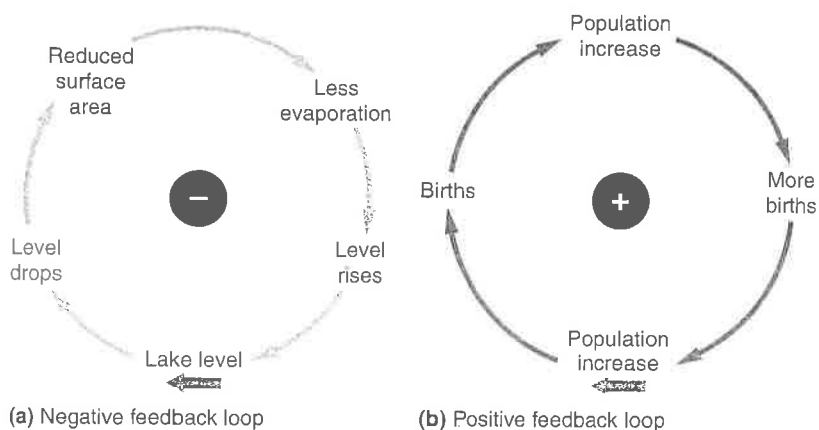 Reduced
surface
area
Less
evaporation
−
Level
drops
Level
rises
Lake level
(a) Negative feedback loop
Population
increase
Births
+
More
births
Population
increase
(b) Positive feedback loop